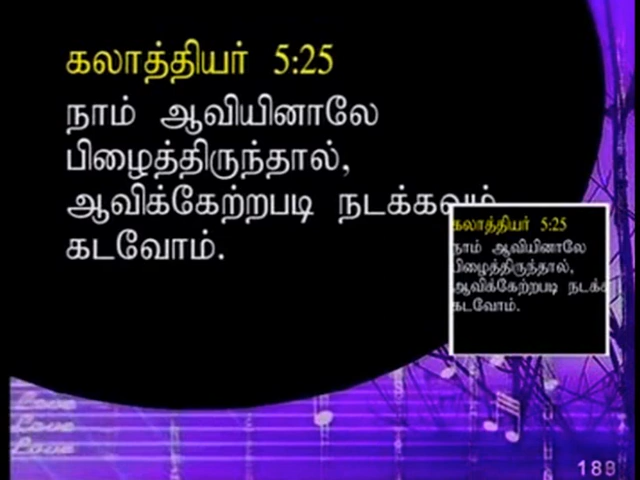 கலாத்தியர் 5:25
நாம் ஆவியினாலே
பிழைத்திருந்தால்,
ஆவிக்கேற்றபடி நடக்கவும்
கடவோம்.
கலாத்தியர் 5:25
நாம் ஆவியினாலே
பிழைத்திருந்தால்,
ஆவிக்கேற்றபடி
கடவோம்.
Love
Love
Love